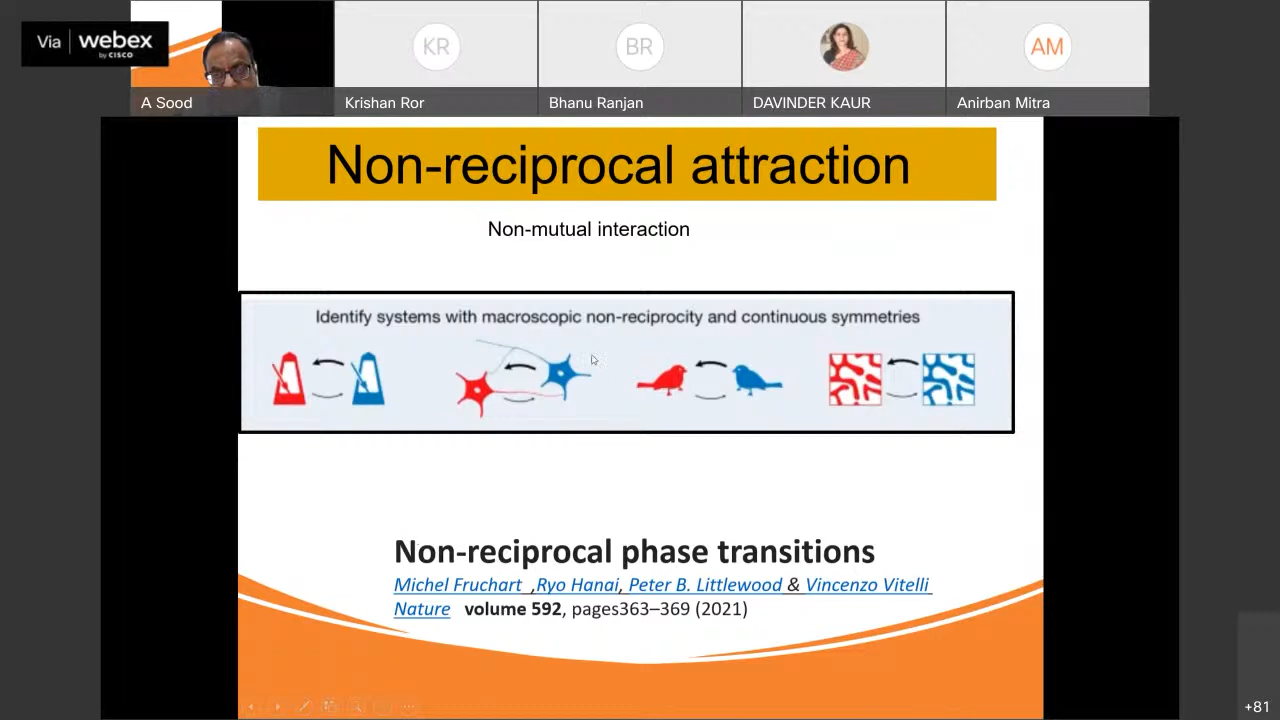 Via webex
by CISCO
KR
BR
AM
A Sood
Krishan Ror
Bhanu Ranjan
DAVINDER KAUR
Anirban Mitra
Non-reciprocal attraction
Non-mutual interaction
Identify systems with macroscopic non-reciprocity and continuous symmetries
Non-reciprocal phase transitions
Michel Fruchart ,Ryo Hanai, Peter B. Littlewood & Vincenzo Vitelli
Nature volume 592, pages363–369 (2021)
+81